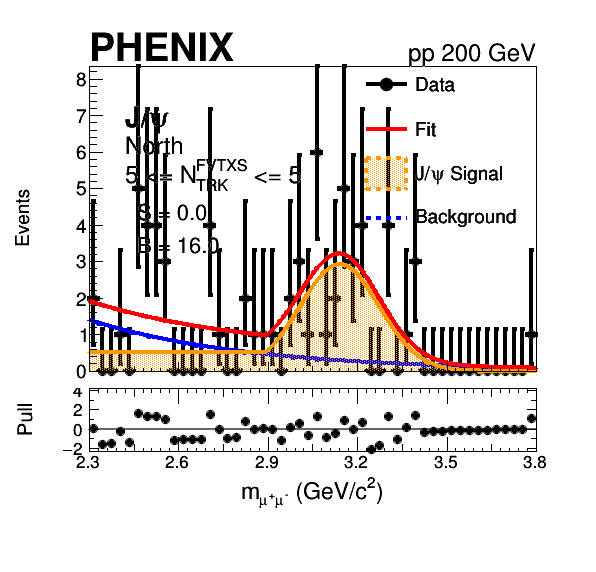 PHENIX
pp 200 GeV
8
7
6
5
4
3
2
1
0
Events
J/ψ
North
5 <= N^FVTXS_TRK <= 5
S = 0.0
B = 16.0
Data
Fit
J/ψ Signal
Background
4
2
0
−2
Pull
2.3 2.6 2.9 3.2 3.5 3.8
m_μ⁺μ⁻ (GeV/c²)